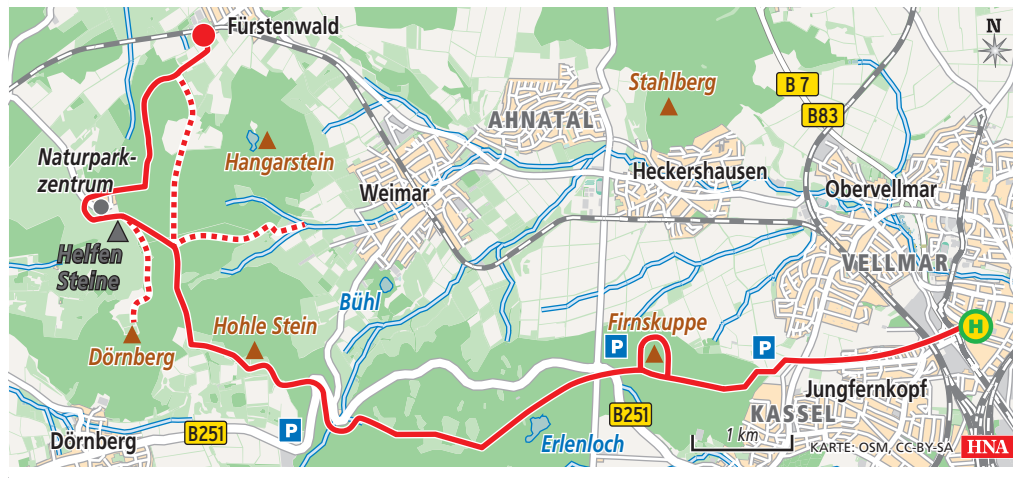 Fürstenwald
N
Stahlberg
B 7
B83
AHNATAL
Hangarstein
Naturpark-
zentrum
Weimar
Heckershausen
Obervellmar
Helfen
Steine
VELLMAR
Bühl
Hohle Stein
Firnskuppe
H
Dörnberg
P
P
Jungfernkopf
KASSEL
B251
Dörnberg
B251
P
Erlenloch
1 km
KARTE: OSM, CC-BY-SA
HNA